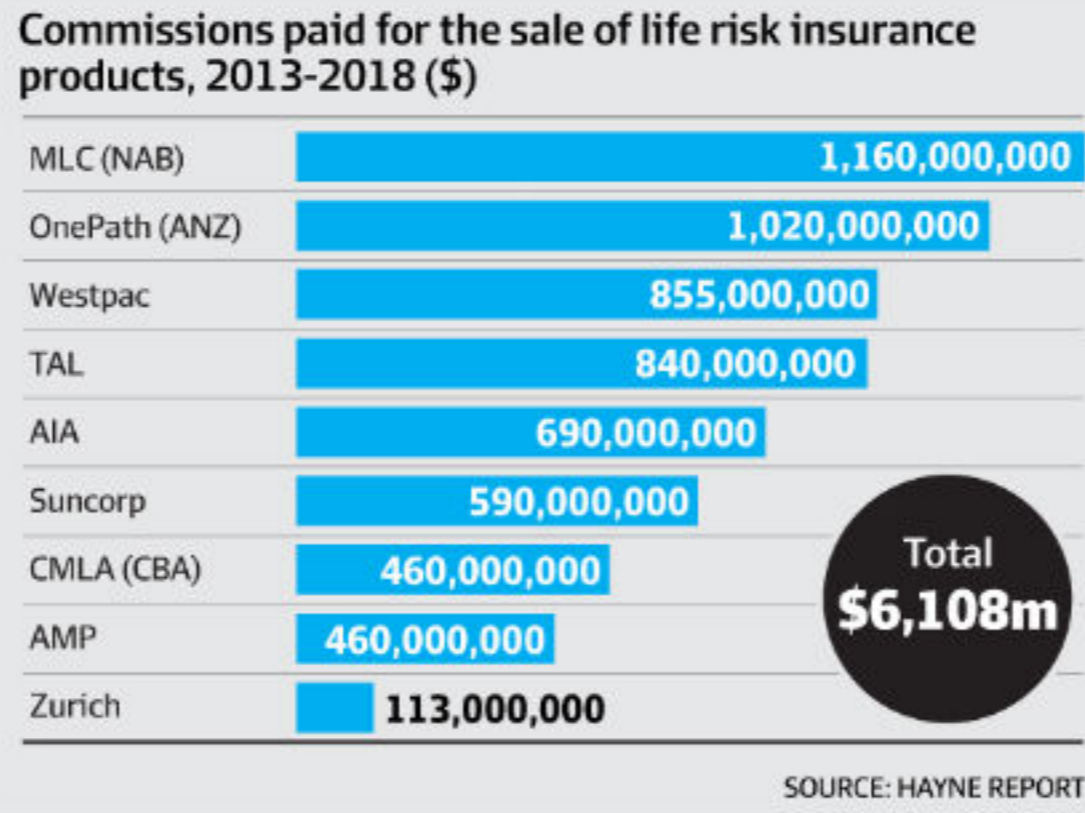 Commissions paid for the sale of life risk insurance
products, 2013-2018 ($)
MLC (NAB) 1,160,000,000
OnePath (ANZ) 1,020,000,000
Westpac 855,000,000
TAL 840,000,000
AIA 690,000,000
Suncorp 590,000,000
CMLA (CBA) 460,000,000
AMP 460,000,000
Zurich 113,000,000
Total
$6,108m
SOURCE: HAYNE REPORT